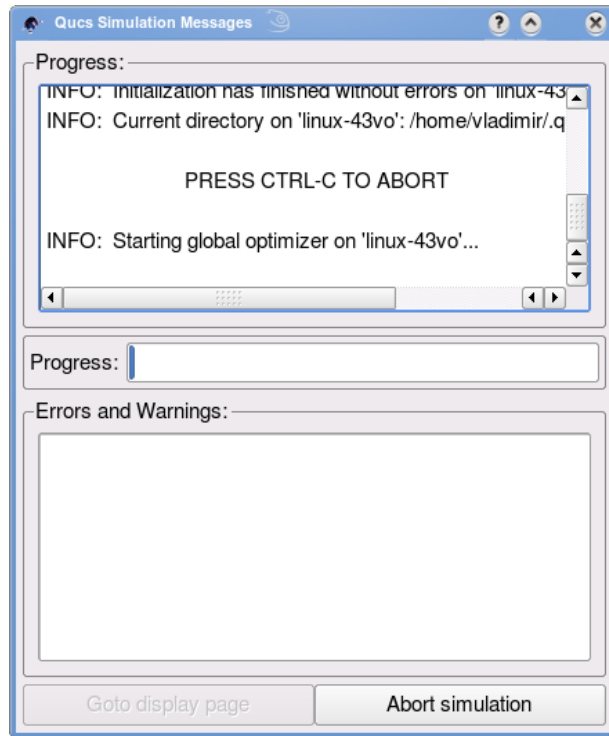 Qucs Simulation Messages
Progress:
INFO: Initialization has finished without errors on 'linux-43
INFO: Current directory on 'linux-43vo': /home/vladimir/.q
PRESS CTRL-C TO ABORT
INFO: Starting global optimizer on 'linux-43vo'...
Progress:
Errors and Warnings:
Goto display page
Abort simulation